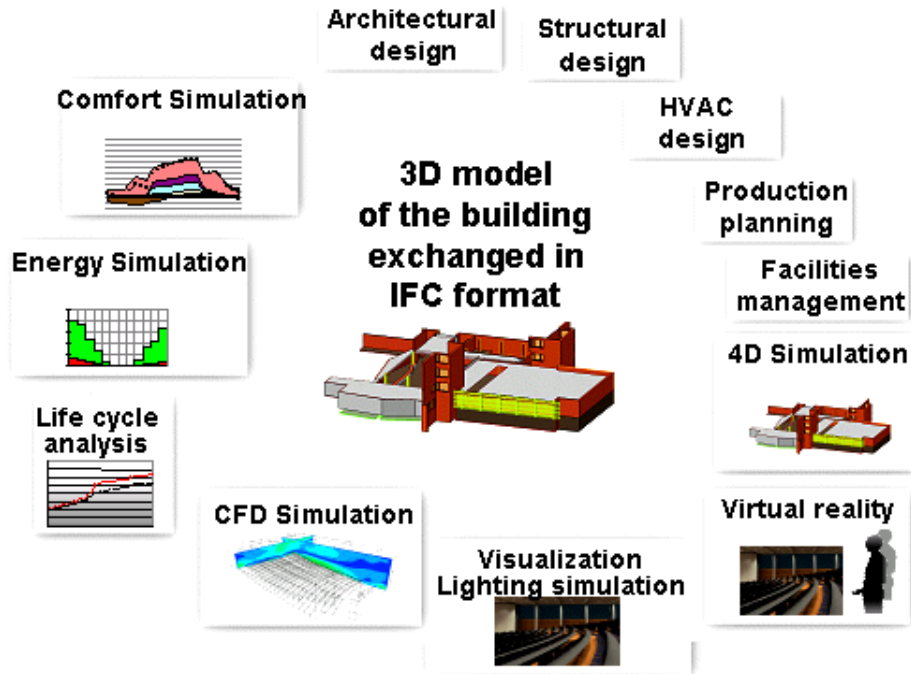 Architectural
design
Structural
design
HVAC
design
Production
planning
Facilities
management
4D Simulation
Virtual reality
Visualization
Lighting simulation
CFD Simulation
Life cycle
analysis
Energy Simulation
Comfort Simulation
3D model
of the building
exchanged in
IFC format